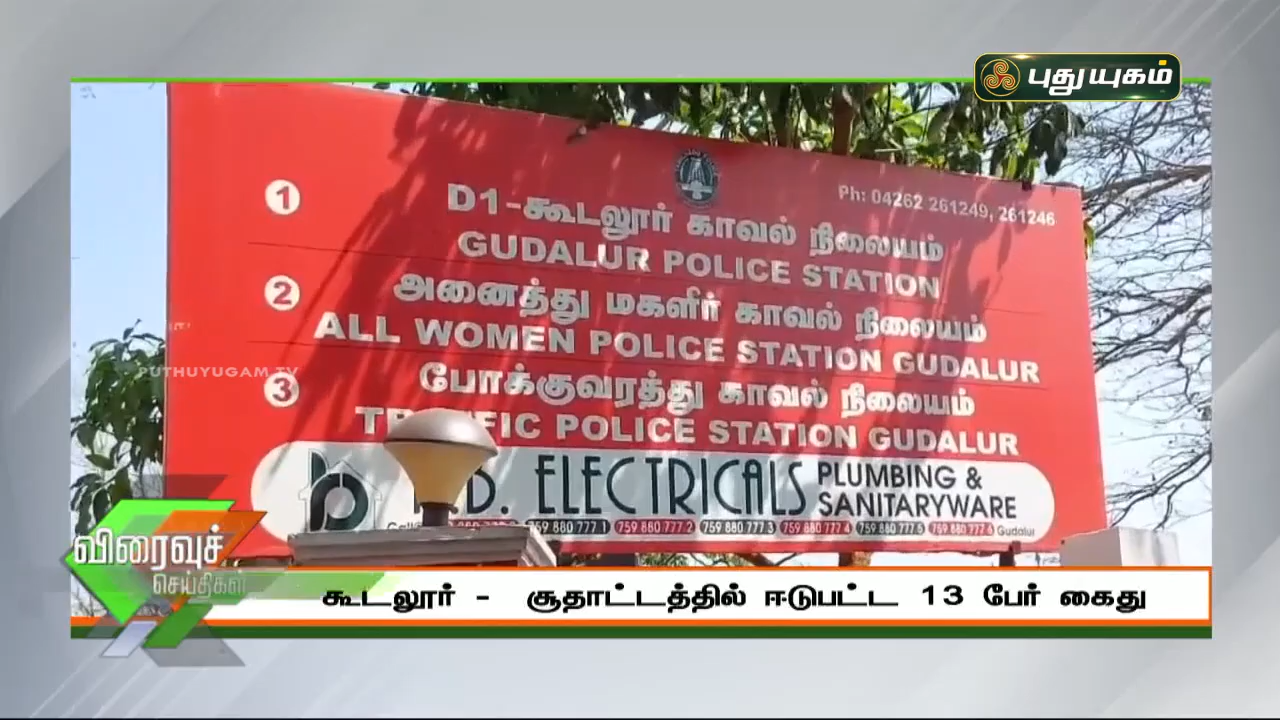 புதுயுகம்
Ph: 04262 261249, 261246
1 D1-கூடலூர் காவல் நிலையம்
GUDALUR POLICE STATION
2 அனைத்து மகளிர் காவல் நிலையம்
ALL WOMEN POLICE STATION GUDALUR
PUTHUYUGAM TV
3 போக்குவரத்து காவல் நிலையம்
POLICE STATION GUDALUR
ELECTRICALS PLUMBING &
SANITARYWARE
759 880 777 1 759 880 777 2 759 880 777 3 759 880 777 4 759 880 777 5 759 880 777 6 Gudalur
விரைவுச்
செய்திகள்
கூடலூர் - சூதாட்டத்தில் ஈடுபட்ட 13 பேர் கைது